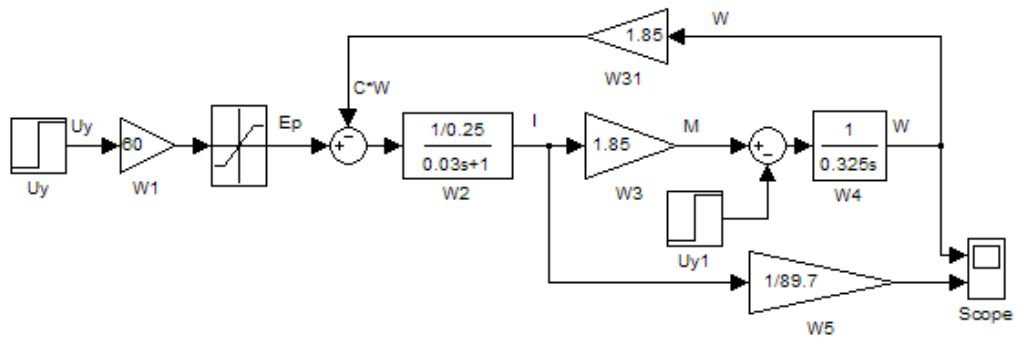 W
1.85
W31
C*W
Uy
60
W1
Uy
Ep
1/0.25
0.03s+1
W2
I
1.85
W3
M
Uy1
1
0.325s
W4
W
1/89.7
W5
Scope